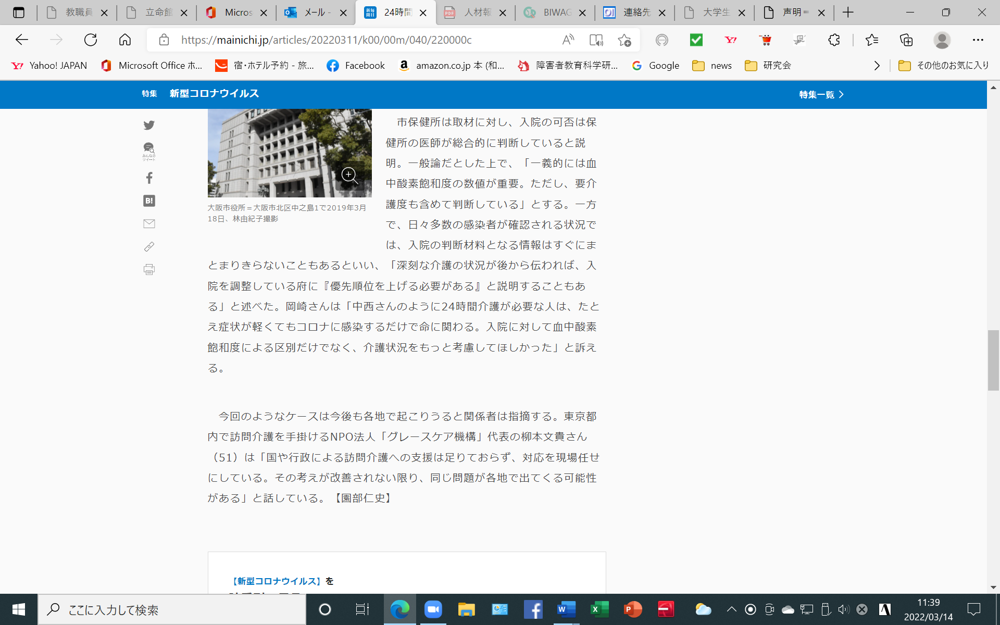 教職員
立命館
Micros
メール -
24時間
人材報
BIWAG
連絡先
大学生
声明=
https://mainichi.jp/articles/20220311/k00/00m/040/220000c
Yahoo! JAPAN
Microsoft Office ホ...
宿・ホテル予約 - 旅...
Facebook
amazon.co.jp 本 (和...
障害者教育科学研...
Google
news
研究会
その他のお気に入り
特集
新型コロナウイルス
特集一覧
みんなの
ツイート
B!
大阪市役所＝大阪市北区中之島1で2019年3月
18日、林由紀子撮影
市保健所は取材に対し、入院の可否は保
健所の医師が総合的に判断していると説
明。一般論だとした上で、「一義的には血
中酸素飽和度の数値が重要。ただし、要介
護度も含めて判断している」とする。一方
で、日々多数の感染者が確認される状況で
は、入院の判断材料となる情報はすぐにま
とまりきらないこともあるといい、「深刻な介護の状況が後から伝われば、入
院を調整している府に『優先順位を上げる必要がある』と説明することもあ
る」と述べた。岡崎さんは「中西さんのように24時間介護が必要な人は、たと
え症状が軽くてもコロナに感染するだけで命に関わる。入院に対して血中酸素
飽和度による区別だけでなく、介護状況をもっと考慮してほしかった」と訴え
る。
今回のようなケースは今後も各地で起こりうると関係者は指摘する。東京都
内で訪問介護を手掛けるNPO法人「グレースケア機構」代表の柳本文貴さん
（51）は「国や行政による訪問介護への支援は足りておらず、対応を現場任せ
にしている。その考えが改善されない限り、同じ問題が各地で出てくる可能性
がある」と話している。【園部仁史】
【新型コロナウイルス】を
ここに入力して検索
11:39
2022/03/14